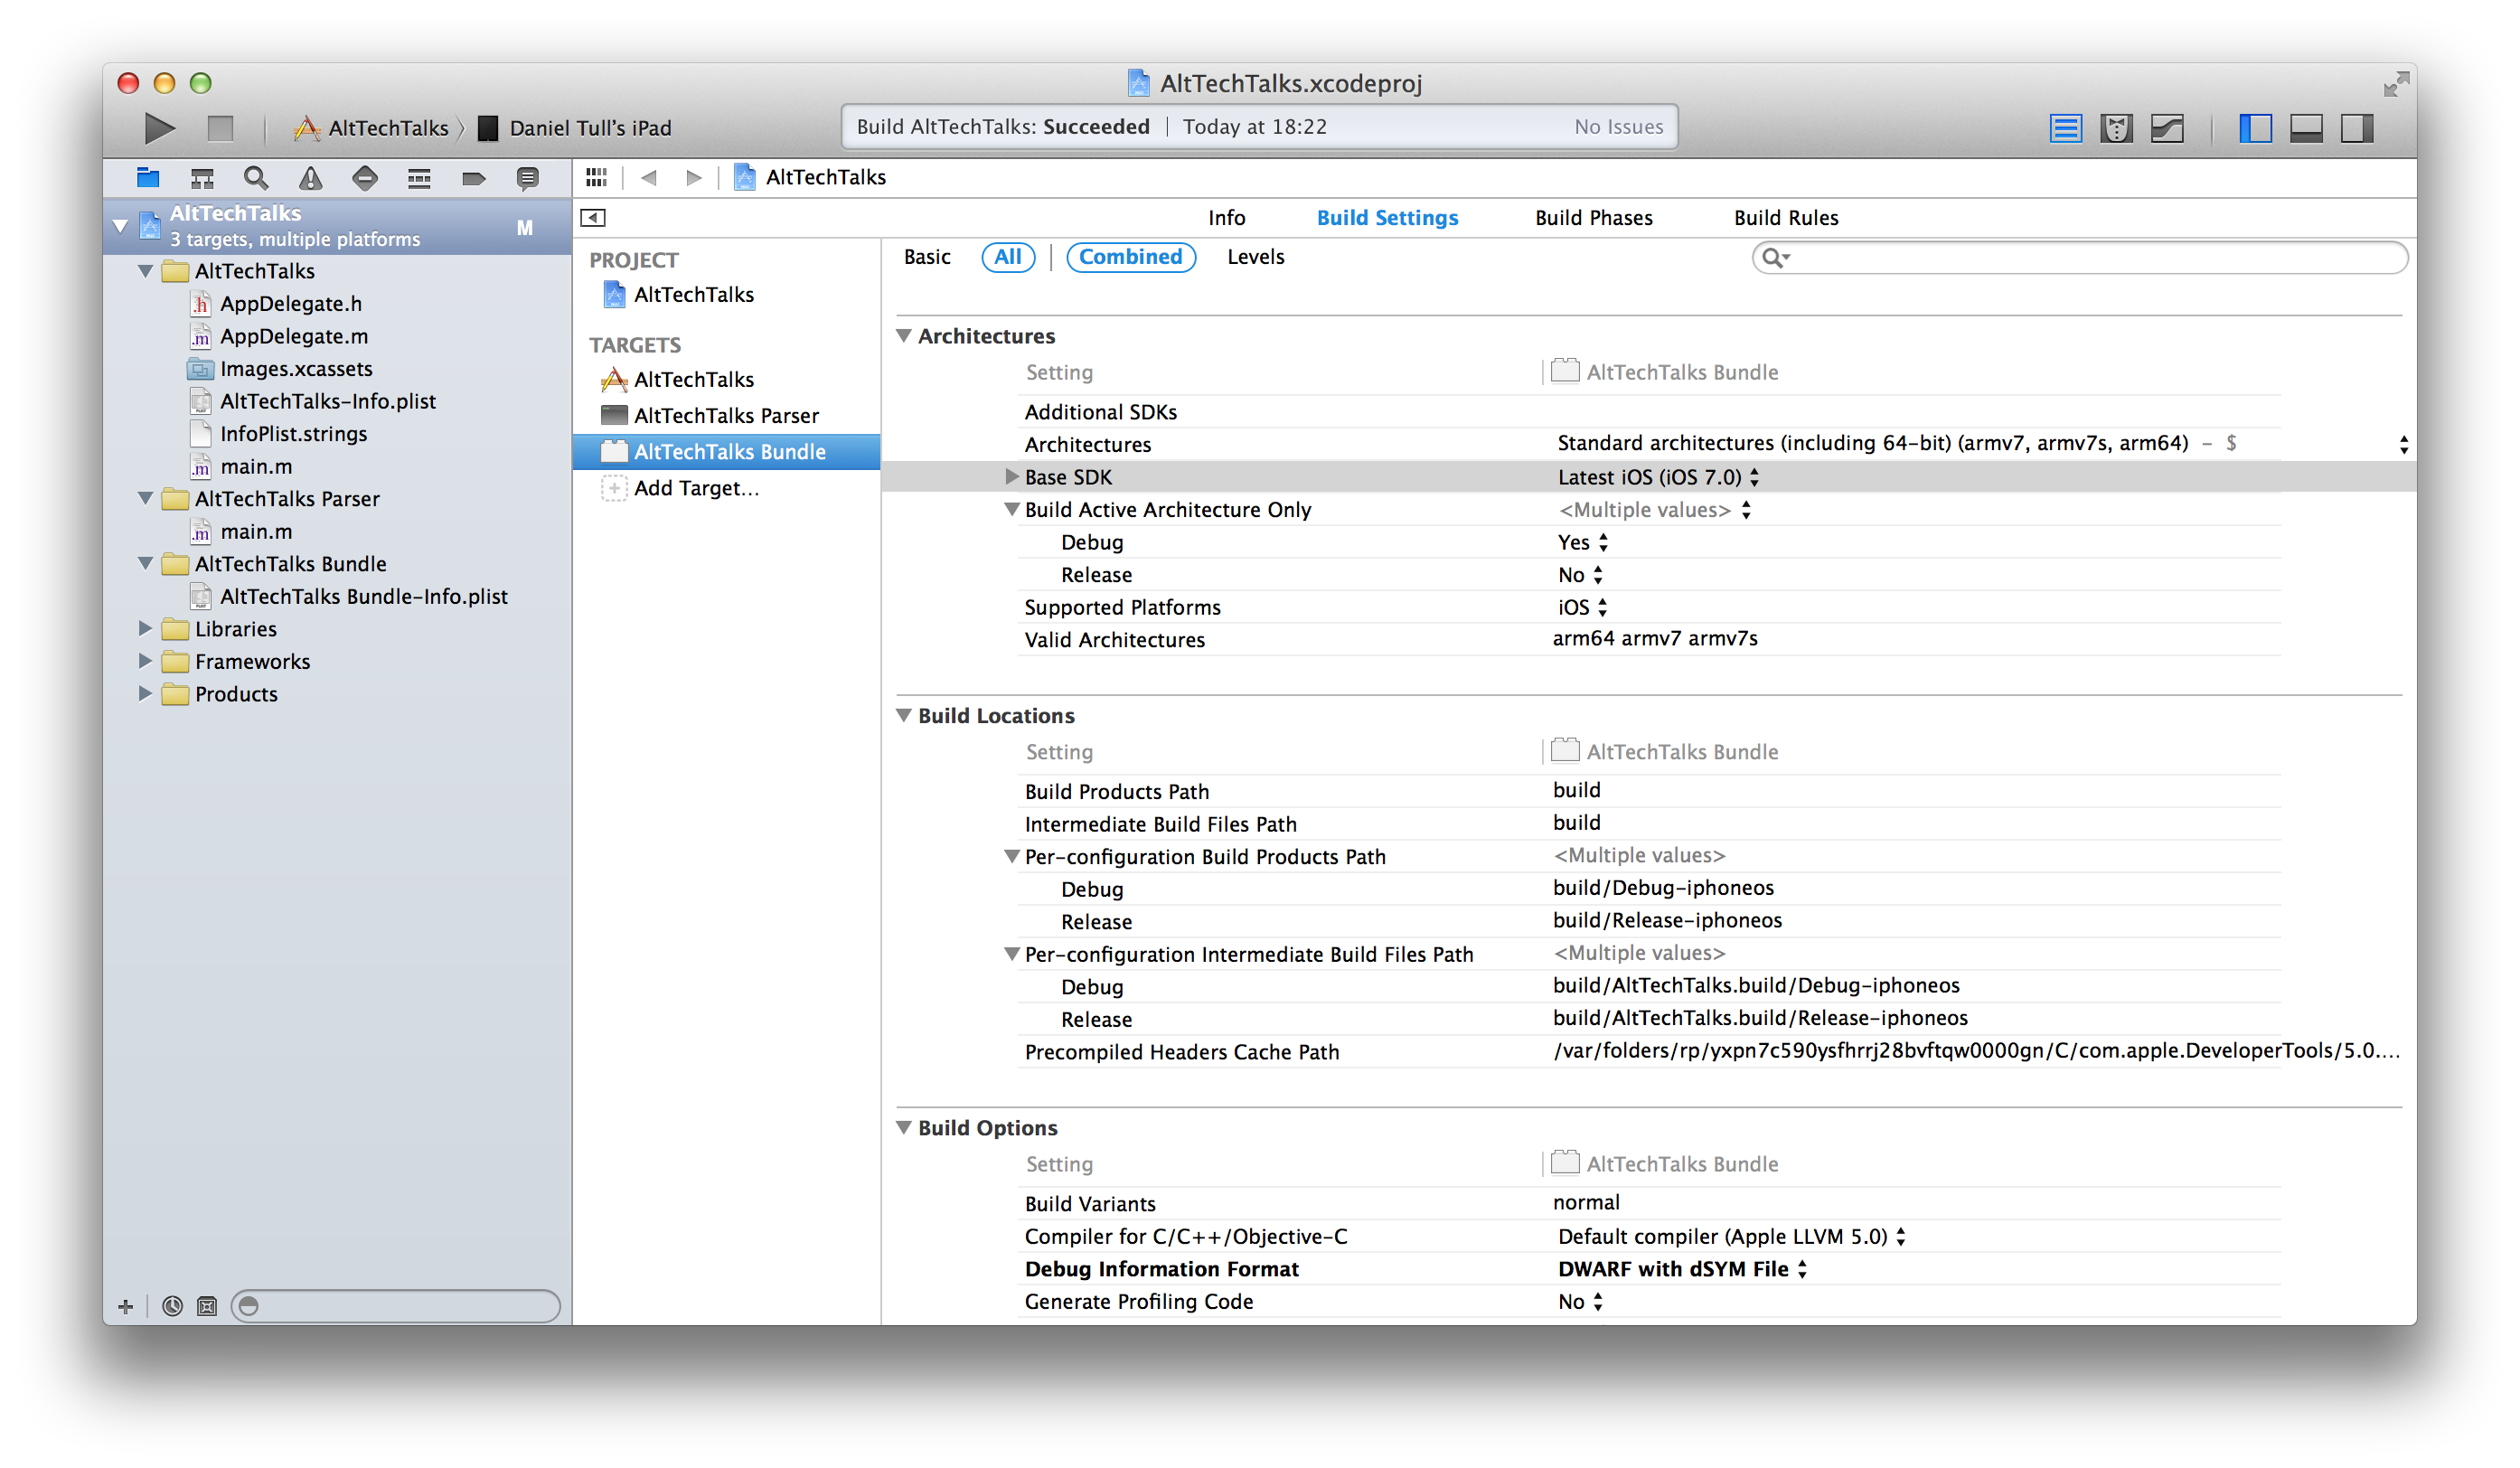 AltTechTalks.xcodeproj
AltTechTalks Daniel Tull’s iPad
Build AltTechTalks: Succeeded | Today at 18:22 No Issues
AltTechTalks
3 targets, multiple platforms M
AltTechTalks
AppDelegate.h
AppDelegate.m
Images.xcassets
AltTechTalks-Info.plist
InfoPlist.strings
main.m
AltTechTalks Parser
main.m
AltTechTalks Bundle
AltTechTalks Bundle-Info.plist
Libraries
Frameworks
Products
AltTechTalks
Info Build Settings Build Phases Build Rules
PROJECT
AltTechTalks
TARGETS
AltTechTalks
AltTechTalks Parser
AltTechTalks Bundle
Add Target...
Basic All | Combined Levels
Architectures
Setting AltTechTalks Bundle
Additional SDKs
Architectures Standard architectures (including 64-bit) (armv7, armv7s, arm64) – $
Base SDK Latest iOS (iOS 7.0)
Build Active Architecture Only <Multiple values>
Debug Yes
Release No
Supported Platforms iOS
Valid Architectures arm64 armv7 armv7s
Build Locations
Setting AltTechTalks Bundle
Build Products Path build
Intermediate Build Files Path build
Per-configuration Build Products Path <Multiple values>
Debug build/Debug-iphoneos
Release build/Release-iphoneos
Per-configuration Intermediate Build Files Path <Multiple values>
Debug build/AltTechTalks.build/Debug-iphoneos
Release build/AltTechTalks.build/Release-iphoneos
Precompiled Headers Cache Path /var/folders/rp/yxpn7c590ysfhrrj28bvftqw0000gn/C/com.apple.DeveloperTools/5.0....
Build Options
Setting AltTechTalks Bundle
Build Variants normal
Compiler for C/C++/Objective-C Default compiler (Apple LLVM 5.0)
Debug Information Format DWARF with dSYM File
Generate Profiling Code No